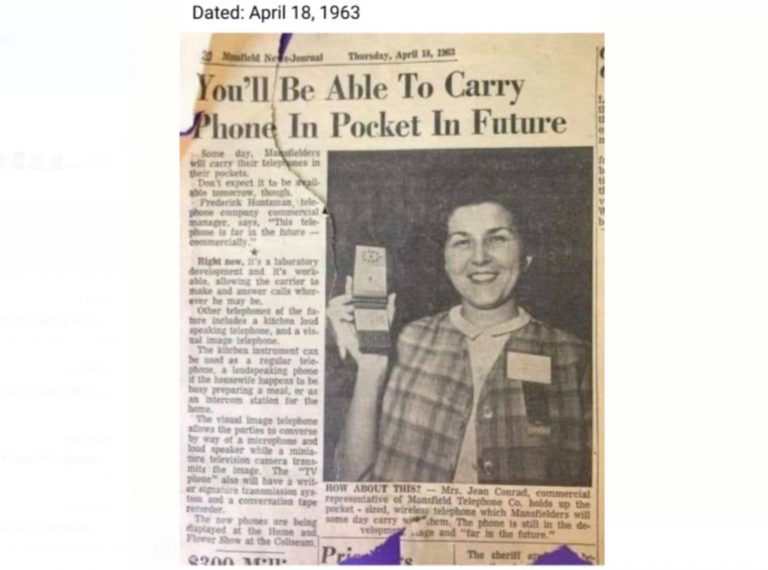 Dated: April 18, 1963
20 Mansfield News-Journal Thursday, April 18, 1963
You'll Be Able To Carry
Phone In Pocket In Future
Some day, Mansfielders
will carry their telephones in
their pockets.
Don't expect it to be avail-
able tomorrow, though.
Frederick Huntsman, tele-
phone company commercial
manager, says, "This tele-
phone is far in the future —
commercially."
★
Right now, it's a laboratory
development and it's work-
able, allowing the carrier to
make and answer calls wher-
ever he may be.
Other telephones of the fu-
ture includes a kitchen loud
speaking telephone, and a vis-
ual image telephone.
The kitchen instrument can
be used as a regular tele-
phone, a loudspeaking phone
if the housewife happens to be
busy preparing a meal, or as
an intercom station for the
home.
The visual image telephone
allows the parties to converse
by way of a microphone and
loud speaker while a minia-
ture television camera trans-
mits the image. The "TV
phone" also will have a writ-
er signature transmission sys-
tem and a conversation tape
recorder.
The new phones are being
displayed at the Home and
Flower Show at the Coliseum
HOW ABOUT THIS? — Mrs. Jean Conrad, commercial
representative of Mansfield Telephone Co. holds up the
pocket - sized, wireless telephone which Mansfielders will
some day carry with them. The phone is still in the de-
velopment age and "far in the future."
$200
The sheriff